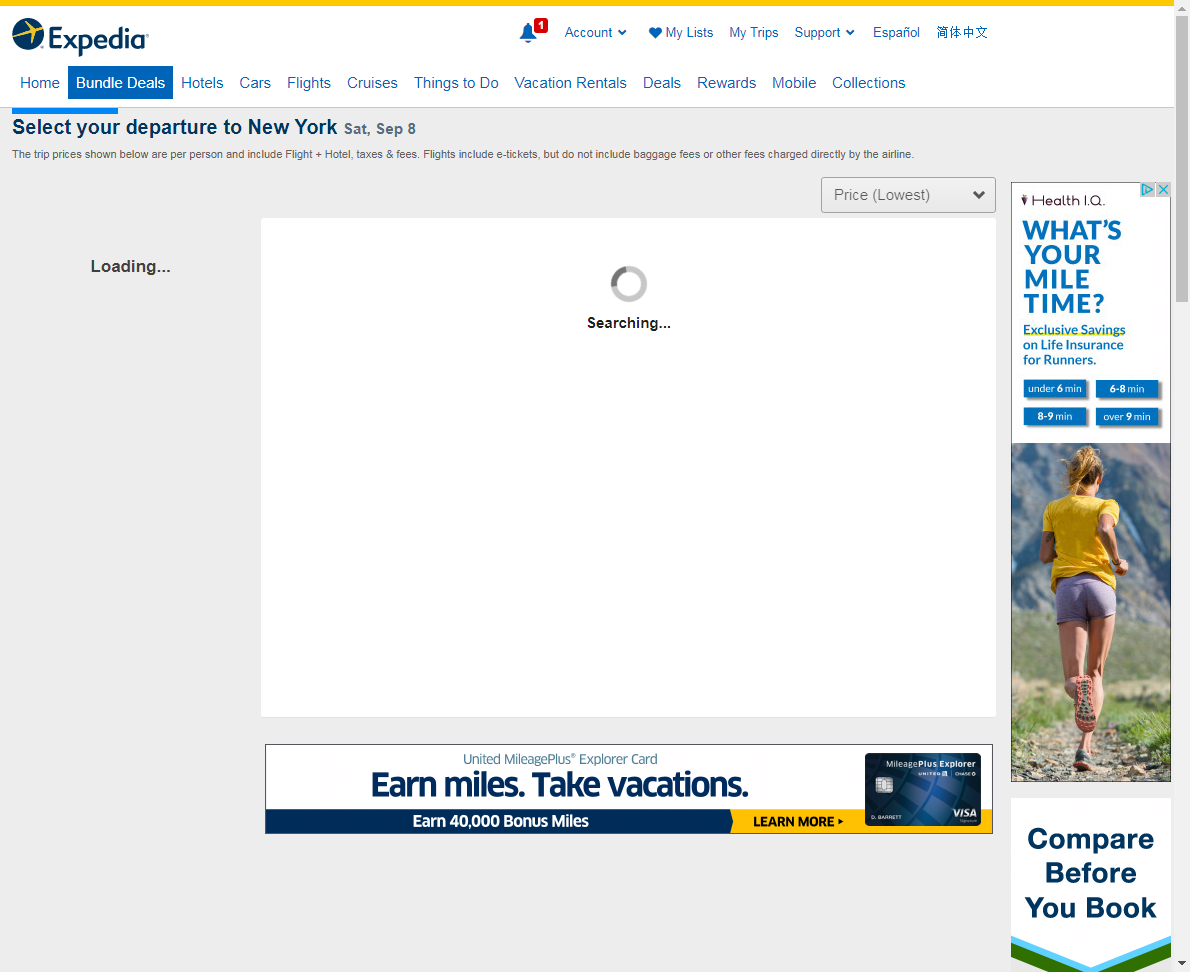 Expedia
1
Account
My Lists
My Trips
Support
Español
简体中文
Home
Bundle Deals
Hotels
Cars
Flights
Cruises
Things to Do
Vacation Rentals
Deals
Rewards
Mobile
Collections
Select your departure to New York Sat, Sep 8
The trip prices shown below are per person and include Flight + Hotel, taxes & fees. Flights include e-tickets, but do not include baggage fees or other fees charged directly by the airline.
Price (Lowest)
Loading...
Searching...
Health I.Q.
WHAT'S
YOUR
MILE
TIME?
Exclusive Savings
on Life Insurance
for Runners.
under 6 min
6-8 min
8-9 min
over 9 min
United MileagePlus® Explorer Card
Earn miles. Take vacations.
Earn 40,000 Bonus Miles
LEARN MORE
MileagePlus Explorer
UNITED
CHASE
D. BARRETT
VISA
Signature
Compare
Before
You Book